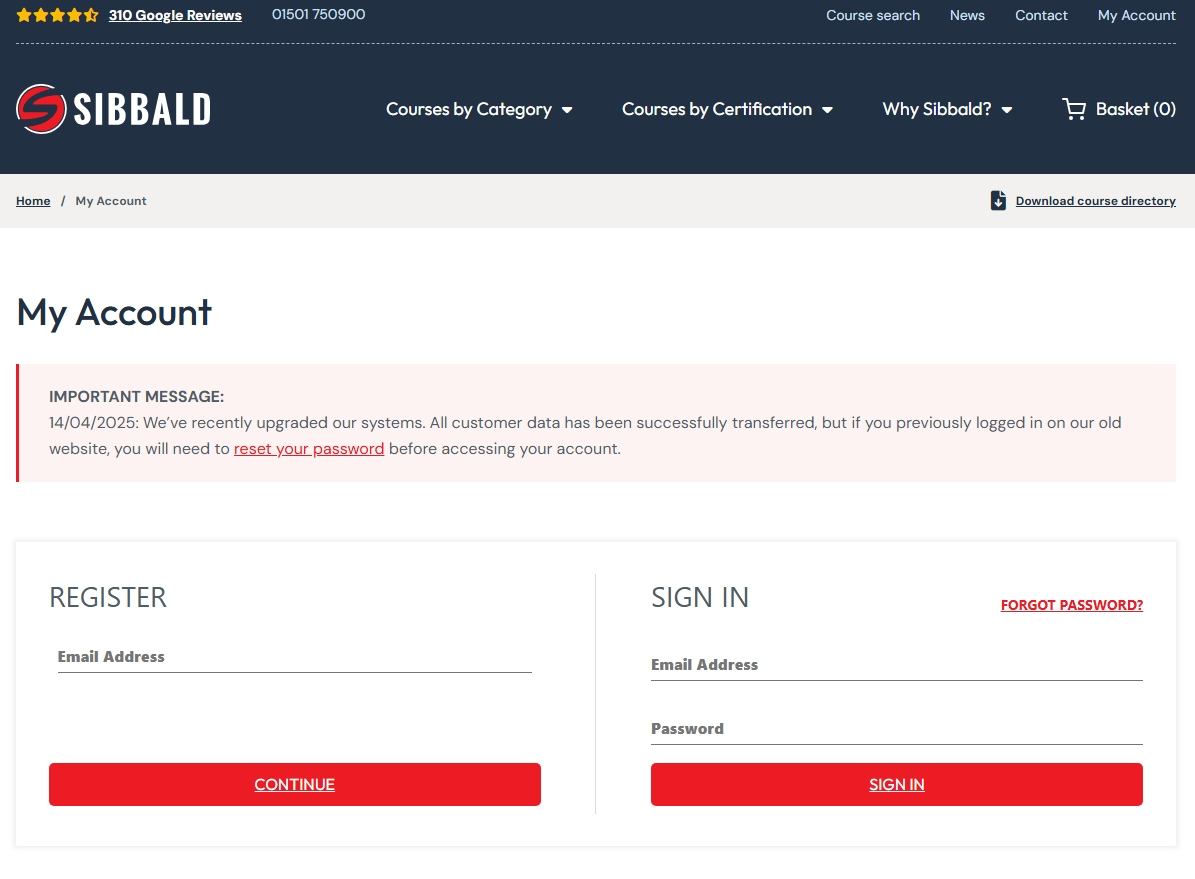 310 Google Reviews
01501 750900
Course search
News
Contact
My Account
SIBBALD
Courses by Category
Courses by Certification
Why Sibbald?
Basket (0)
Home / My Account
Download course directory
My Account
IMPORTANT MESSAGE:
14/04/2025: We’ve recently upgraded our systems. All customer data has been successfully transferred, but if you previously logged in on our old
website, you will need to reset your password before accessing your account.
REGISTER
Email Address
CONTINUE
SIGN IN
FORGOT PASSWORD?
Email Address
Password
SIGN IN